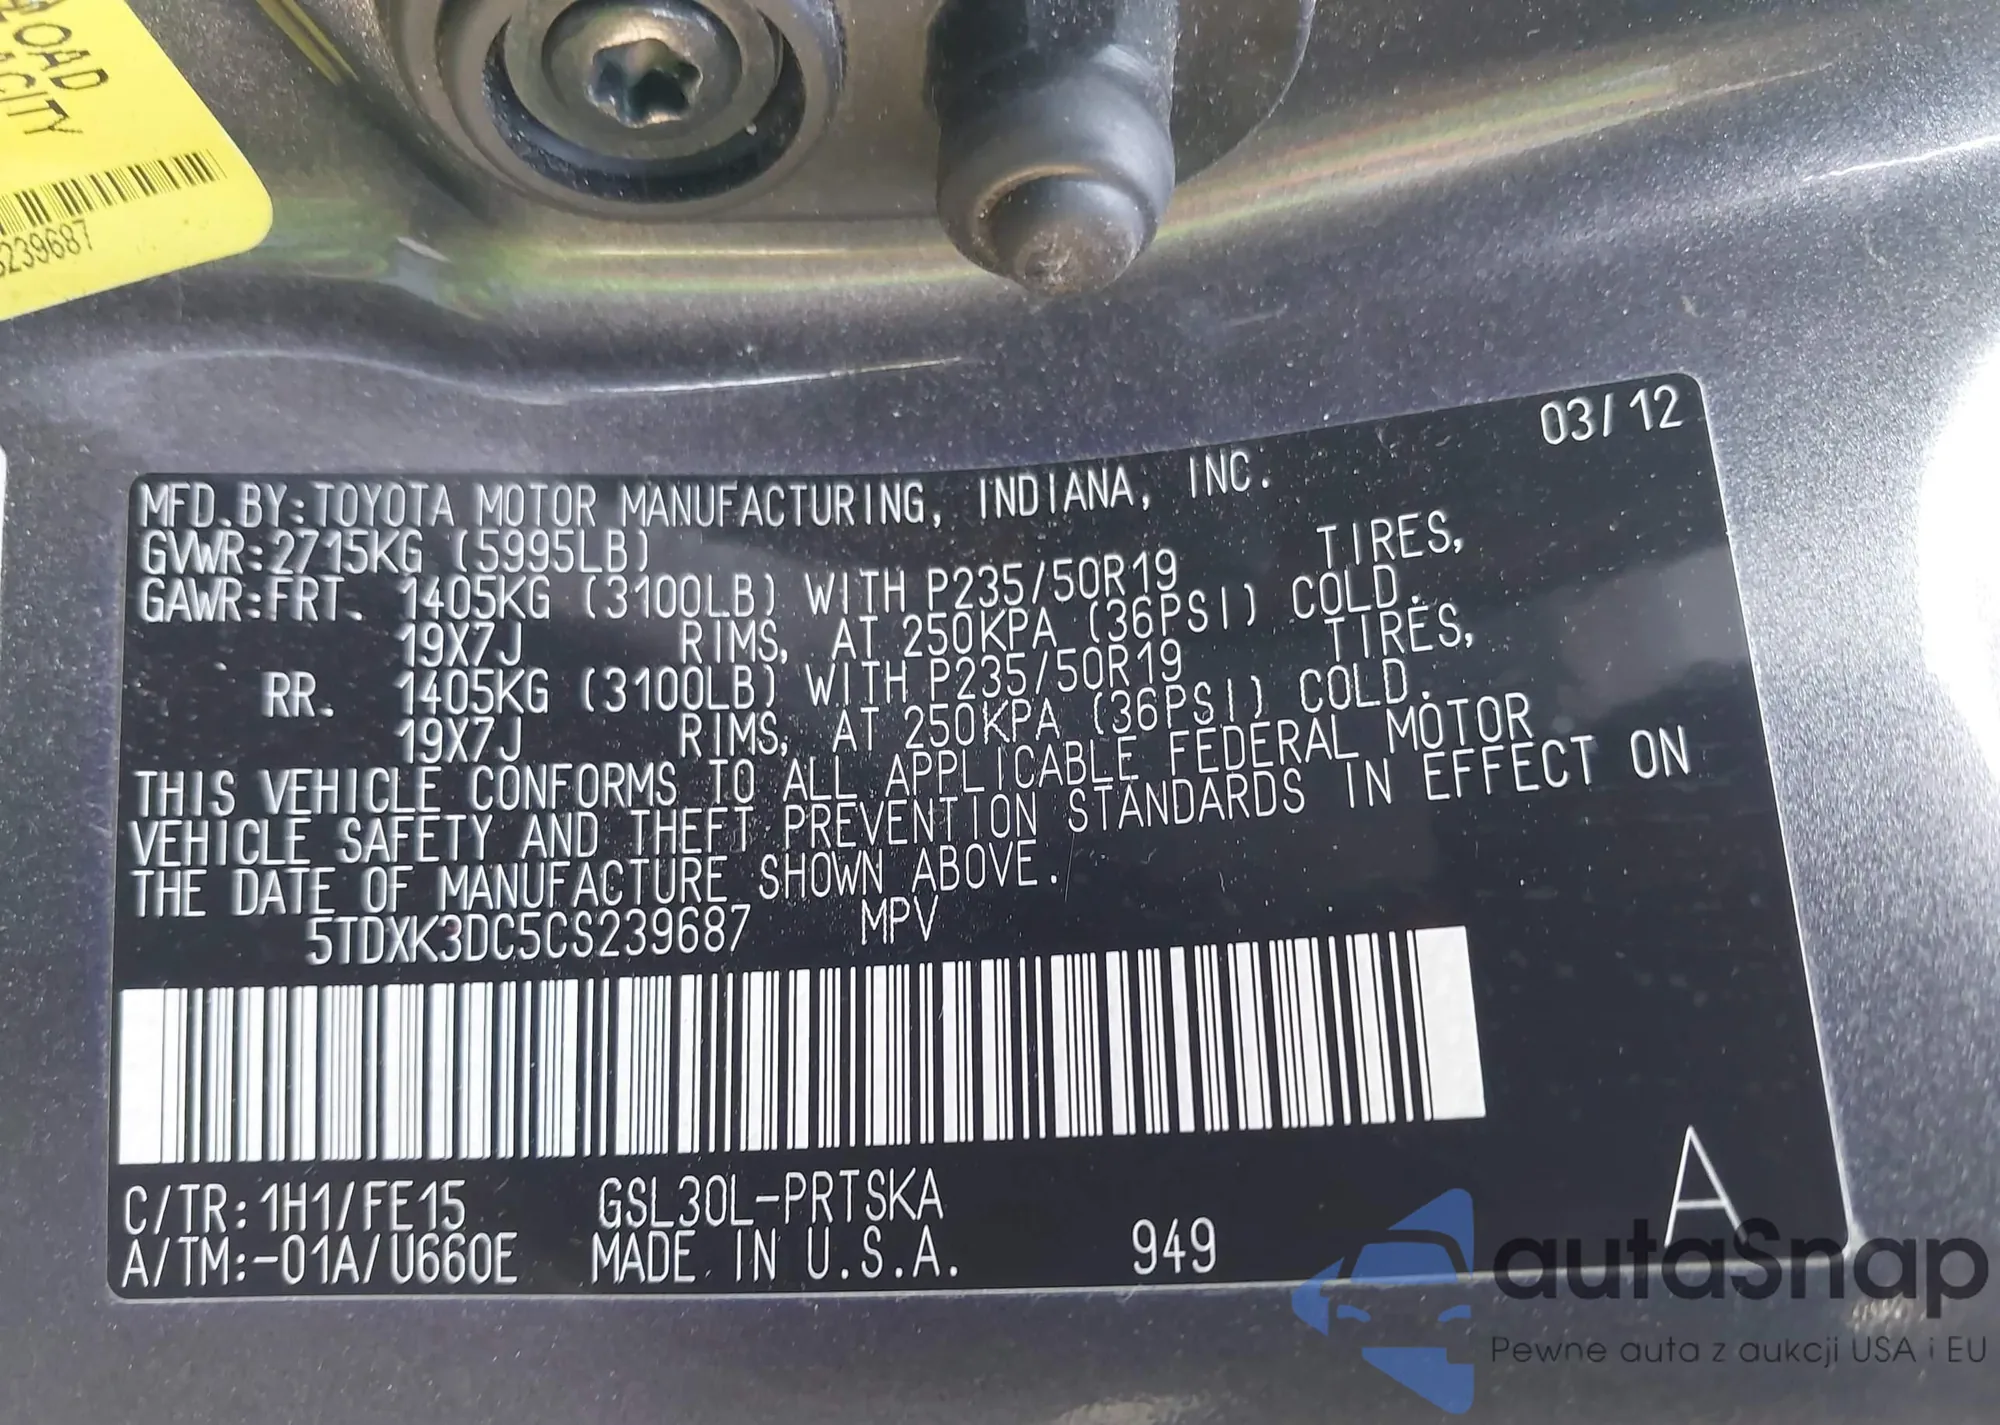 OAD
CITY
239687
03/12
MFD.BY:TOYOTA MOTOR MANUFACTURING, INDIANA, INC.
GVWR:2715KG (5995LB)
GAWR:FRT. 1405KG (3100LB) WITH P235/50R19 TIRES,
19X7J RIMS, AT 250KPA (36PSI) COLD.
RR. 1405KG (3100LB) WITH P235/50R19 TIRES,
19X7J RIMS, AT 250KPA (36PSI) COLD.
THIS VEHICLE CONFORMS TO ALL APPLICABLE FEDERAL MOTOR
VEHICLE SAFETY AND THEFT PREVENTION STANDARDS IN EFFECT ON
THE DATE OF MANUFACTURE SHOWN ABOVE.
5TDXK3DC5CS239687 MPV
C/TR:1H1/FE15 GSL30L-PRTSKA
A/TM:-01A/U660E MADE IN U.S.A. 949
A
autaSnap
Pewne auta z aukcji USA i EU